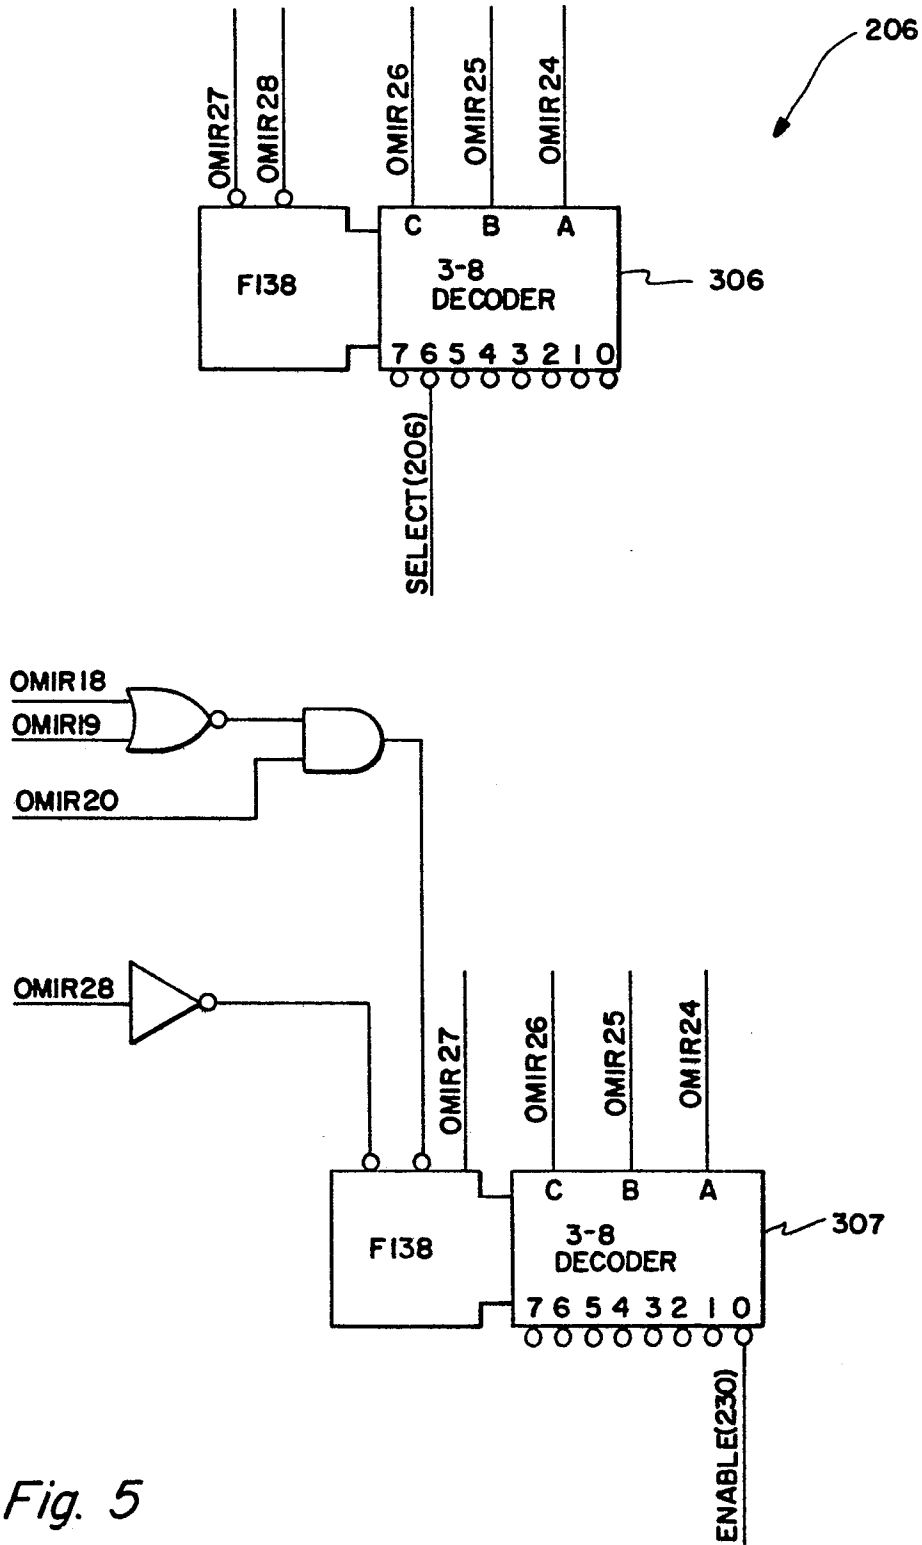 206
OMIR27
OMIR28
OMIR26
OMIR25
OMIR24
C B A
F138
3-8
DECODER
306
7 6 5 4 3 2 1 0
SELECT(206)
OMIR18
OMIR19
OMIR20
OMIR28
OMIR27
OMIR26
OMIR25
OMIR24
C B A
F138
3-8
DECODER
307
7 6 5 4 3 2 1 0
ENABLE(230)
Fig. 5